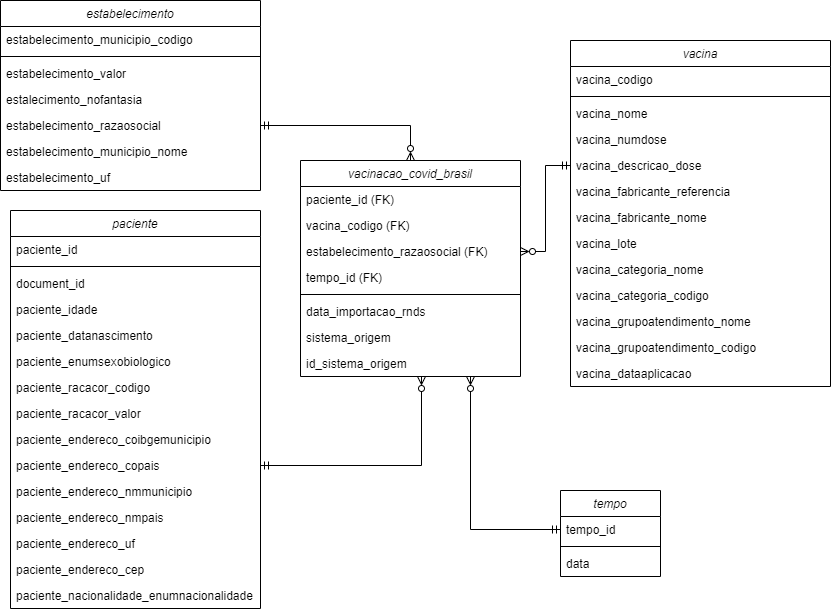 estabelecimento
estabelecimento_municipio_codigo
estabelecimento_valor
estalecimento_nofantasia
estabelecimento_razaosocial
estabelecimento_municipio_nome
estabelecimento_uf
paciente
paciente_id
document_id
paciente_idade
paciente_datanascimento
paciente_enumsexobiologico
paciente_racacor_codigo
paciente_racacor_valor
paciente_endereco_coibgemunicipio
paciente_endereco_copais
paciente_endereco_nmmunicipio
paciente_endereco_nmpais
paciente_endereco_uf
paciente_endereco_cep
paciente_nacionalidade_enumnacionalidade
vacinacao_covid_brasil
paciente_id (FK)
vacina_codigo (FK)
estabelecimento_razaosocial (FK)
tempo_id (FK)
data_importacao_rnds
sistema_origem
id_sistema_origem
vacina
vacina_codigo
vacina_nome
vacina_numdose
vacina_descricao_dose
vacina_fabricante_referencia
vacina_fabricante_nome
vacina_lote
vacina_categoria_nome
vacina_categoria_codigo
vacina_grupoatendimento_nome
vacina_grupoatendimento_codigo
vacina_dataaplicacao
tempo
tempo_id
data